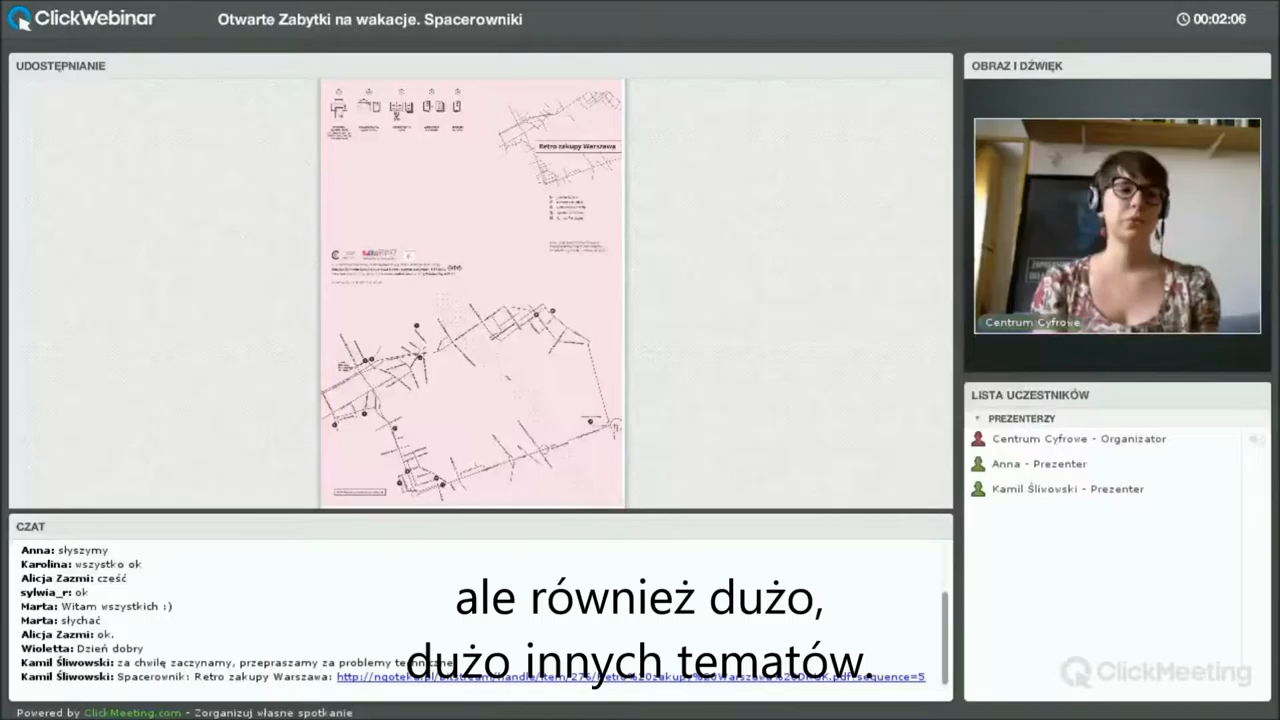 ClickWebinar
Otwarte Zabytki na wakacje. Spacerowniki
00:02:06
UDOSTĘPNIANIE
Retro zakupy Warszawa
OBRAZ I DŹWIĘK
Centrum Cyfrowe
LISTA UCZESTNIKÓW
PREZENTERZY
Centrum Cyfrowe - Organizator
Anna - Prezenter
Kamil Śliwowski - Prezenter
CZAT
Anna: słyszymy
Karolina: wszystko ok
Alicja Zazmi: cześć
sylwia_r: ok
Marta: Witam wszystkich :)
Marta: słychać
Alicja Zazmi: ok.
Wioletta: Dzień dobry
Kamil Śliwowski: za chwilę zaczynamy, przepraszamy za problemy
Kamil Śliwowski: Spacerownik: Retro zakupy Warszawa:
ale również dużo,
dużo innych tematów.
ClickMeeting
Powered by ClickMeeting.com - Zorganizuj własne spotkanie